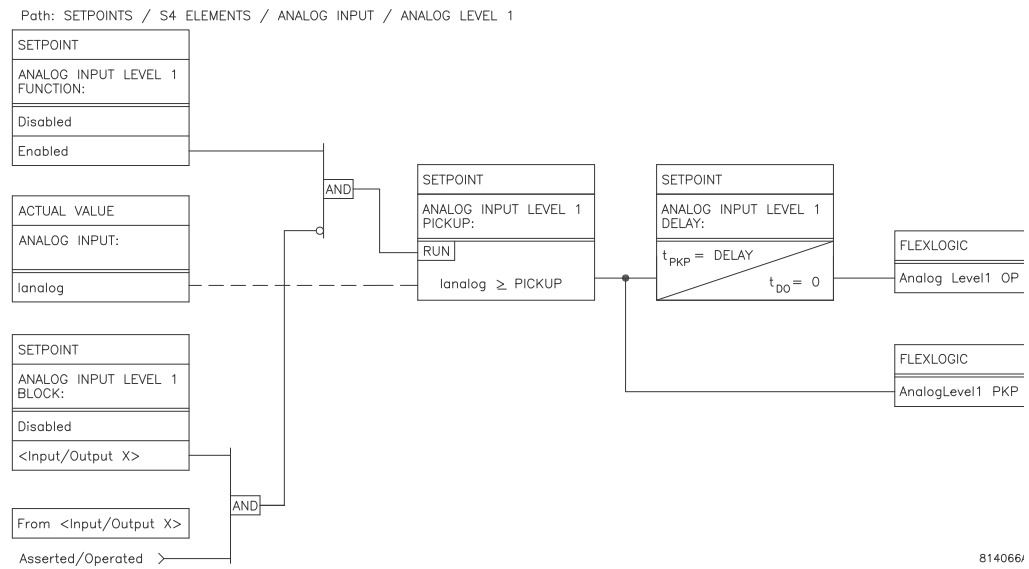 Path: SETPOINTS / S4 ELEMENTS / ANALOG INPUT / ANALOG LEVEL 1
SETPOINT
ANALOG INPUT LEVEL 1
FUNCTION:
Disabled
Enabled
AND
ACTUAL VALUE
ANALOG INPUT:
Ianalog
SETPOINT
ANALOG INPUT LEVEL 1
PICKUP:
RUN
Ianalog ≥ PICKUP
SETPOINT
ANALOG INPUT LEVEL 1
DELAY:
tPKP = DELAY
tDO = 0
FLEXLOGIC
Analog Level1 OP
FLEXLOGIC
AnalogLevel1 PKP
SETPOINT
ANALOG INPUT LEVEL 1
BLOCK:
Disabled
<Input/Output X>
AND
From <Input/Output X>
Asserted/Operated
814066A